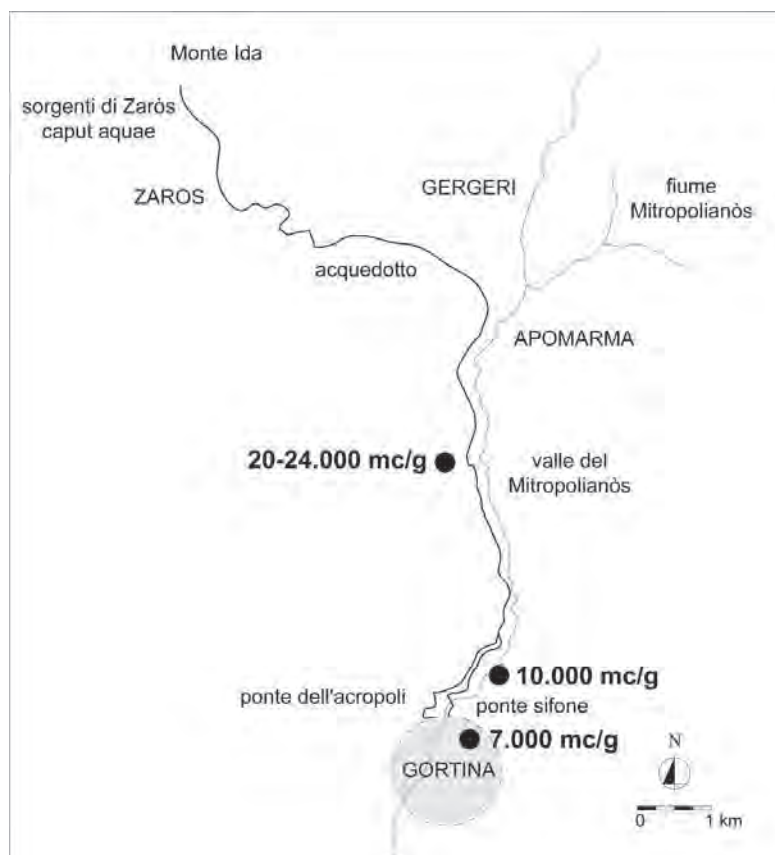 Monte Ida
sorgenti di Zaròs
caput aquae
ZAROS
GERGERI
fiume
Mitropolianòs
acquedotto
APOMARMA
20-24.000 mc/g
valle del
Mitropolianòs
ponte dell'acropoli
10.000 mc/g
ponte sifone
7.000 mc/g
GORTINA
N
0 1 km